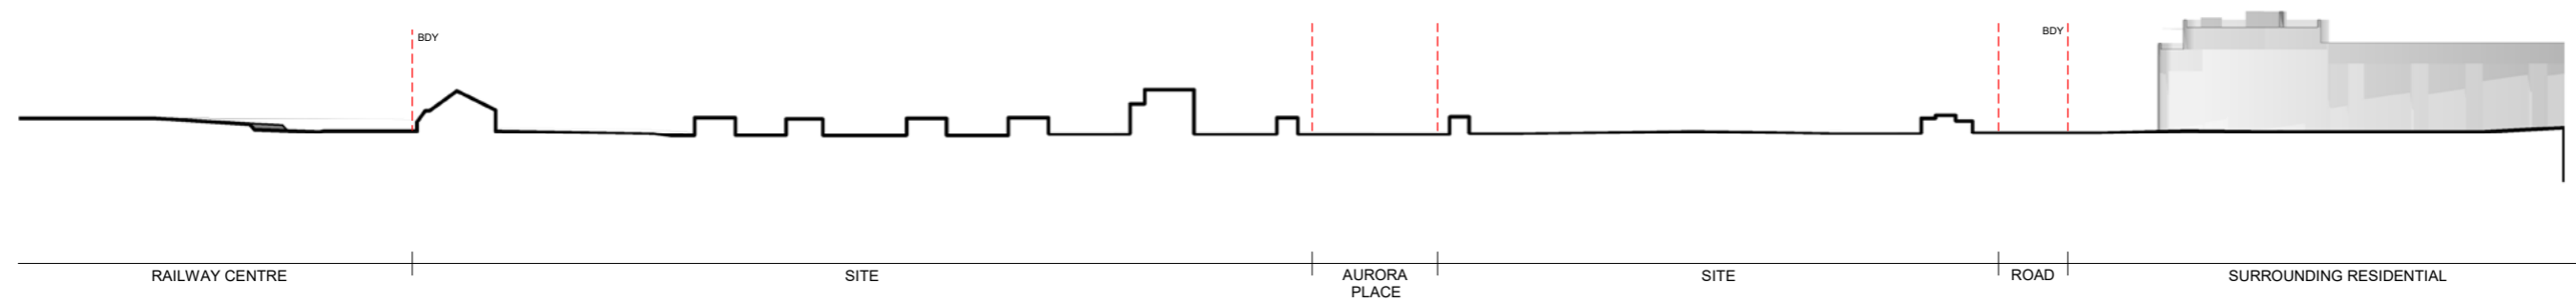 BDY
BDY
RAILWAY CENTRE
SITE
AURORA
PLACE
SITE
ROAD
SURROUNDING RESIDENTIAL